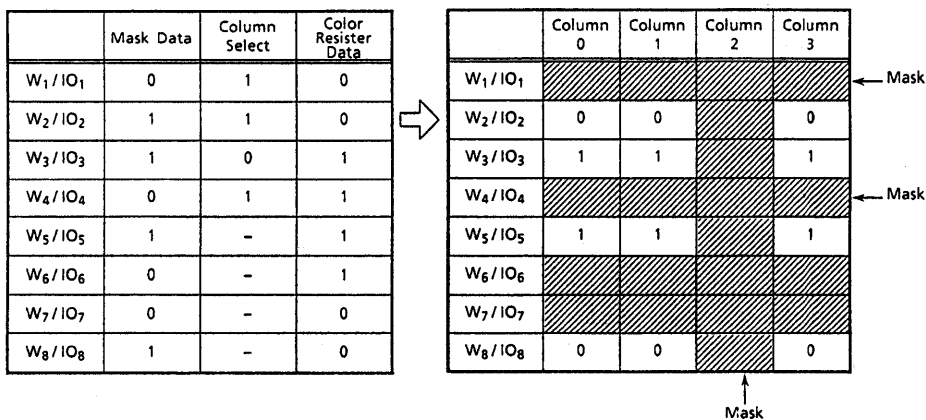 Mask Data Column Select Color Resister Data
W₁/IO₁ 0 1 0
W₂/IO₂ 1 1 0
W₃/IO₃ 1 0 1
W₄/IO₄ 0 1 1
W₅/IO₅ 1 – 1
W₆/IO₆ 0 – 1
W₇/IO₇ 0 – 0
W₈/IO₈ 1 – 0
Column 0 Column 1 Column 2 Column 3
W₁/IO₁ Mask
W₂/IO₂ 0 0 0
W₃/IO₃ 1 1 1
W₄/IO₄ Mask
W₅/IO₅ 1 1 1
W₆/IO₆
W₇/IO₇
W₈/IO₈ 0 0 0
Mask